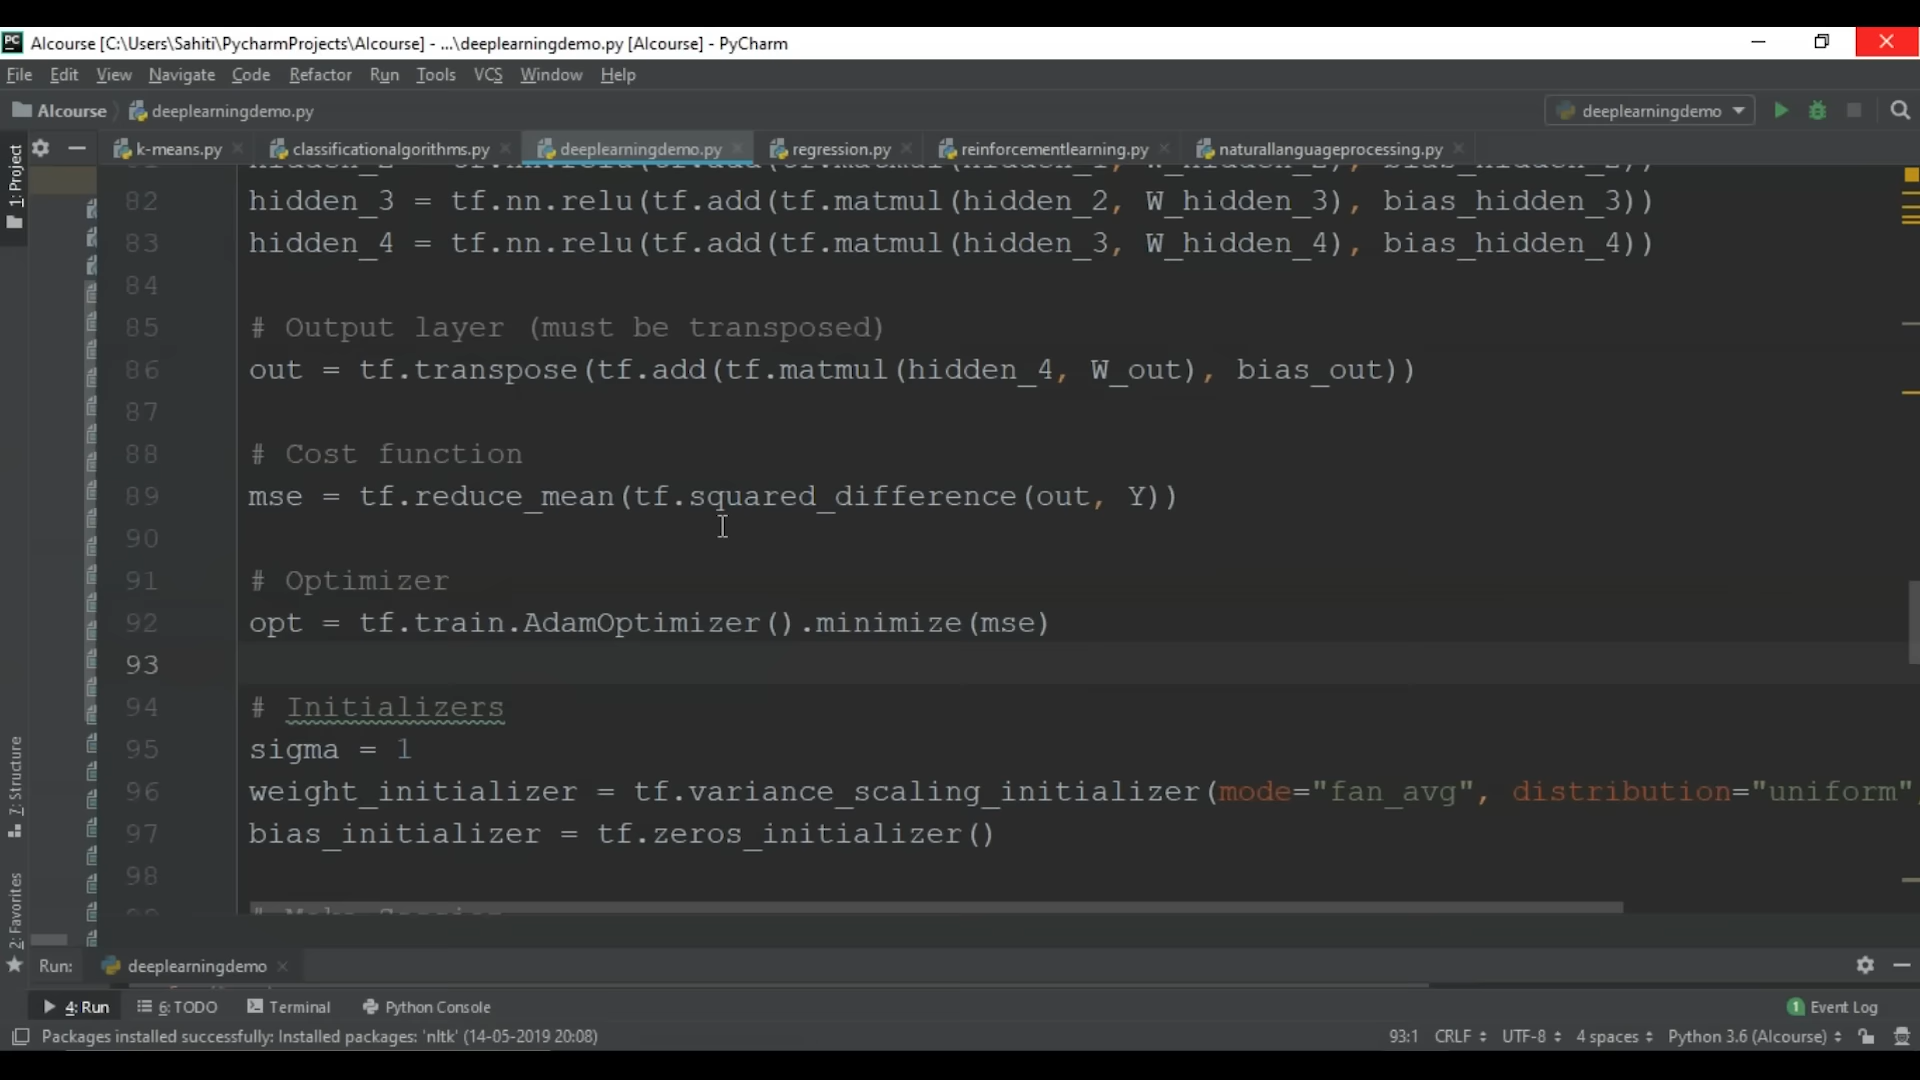 Alcourse [C:\Users\Sahiti\PycharmProjects\Alcourse] - ...\deeplearningdemo.py [Alcourse] - PyCharm
File Edit View Navigate Code Refactor Run Tools VCS Window Help
Alcourse deeplearningdemo.py deeplearningdemo
1: Project k-means.py classificationalgorithms.py deeplearningdemo.py regression.py reinforcementlearning.py naturallanguageprocessing.py
82 hidden_3 = tf.nn.relu(tf.add(tf.matmul(hidden_2, W_hidden_3), bias_hidden_3))
83 hidden_4 = tf.nn.relu(tf.add(tf.matmul(hidden_3, W_hidden_4), bias_hidden_4))
84
85 # Output layer (must be transposed)
86 out = tf.transpose(tf.add(tf.matmul(hidden_4, W_out), bias_out))
87
88 # Cost function
89 mse = tf.reduce_mean(tf.squared_difference(out, Y))
90
91 # Optimizer
92 opt = tf.train.AdamOptimizer().minimize(mse)
93
94 # Initializers
95 sigma = 1
96 weight_initializer = tf.variance_scaling_initializer(mode="fan_avg", distribution="uniform",
97 bias_initializer = tf.zeros_initializer()
98
7: Structure
2: Favorites
Run: deeplearningdemo
4: Run 6: TODO Terminal Python Console 1 Event Log
Packages installed successfully: Installed packages: 'nltk' (14-05-2019 20:08) 93:1 CRLF UTF-8 4 spaces Python 3.6 (Alcourse)